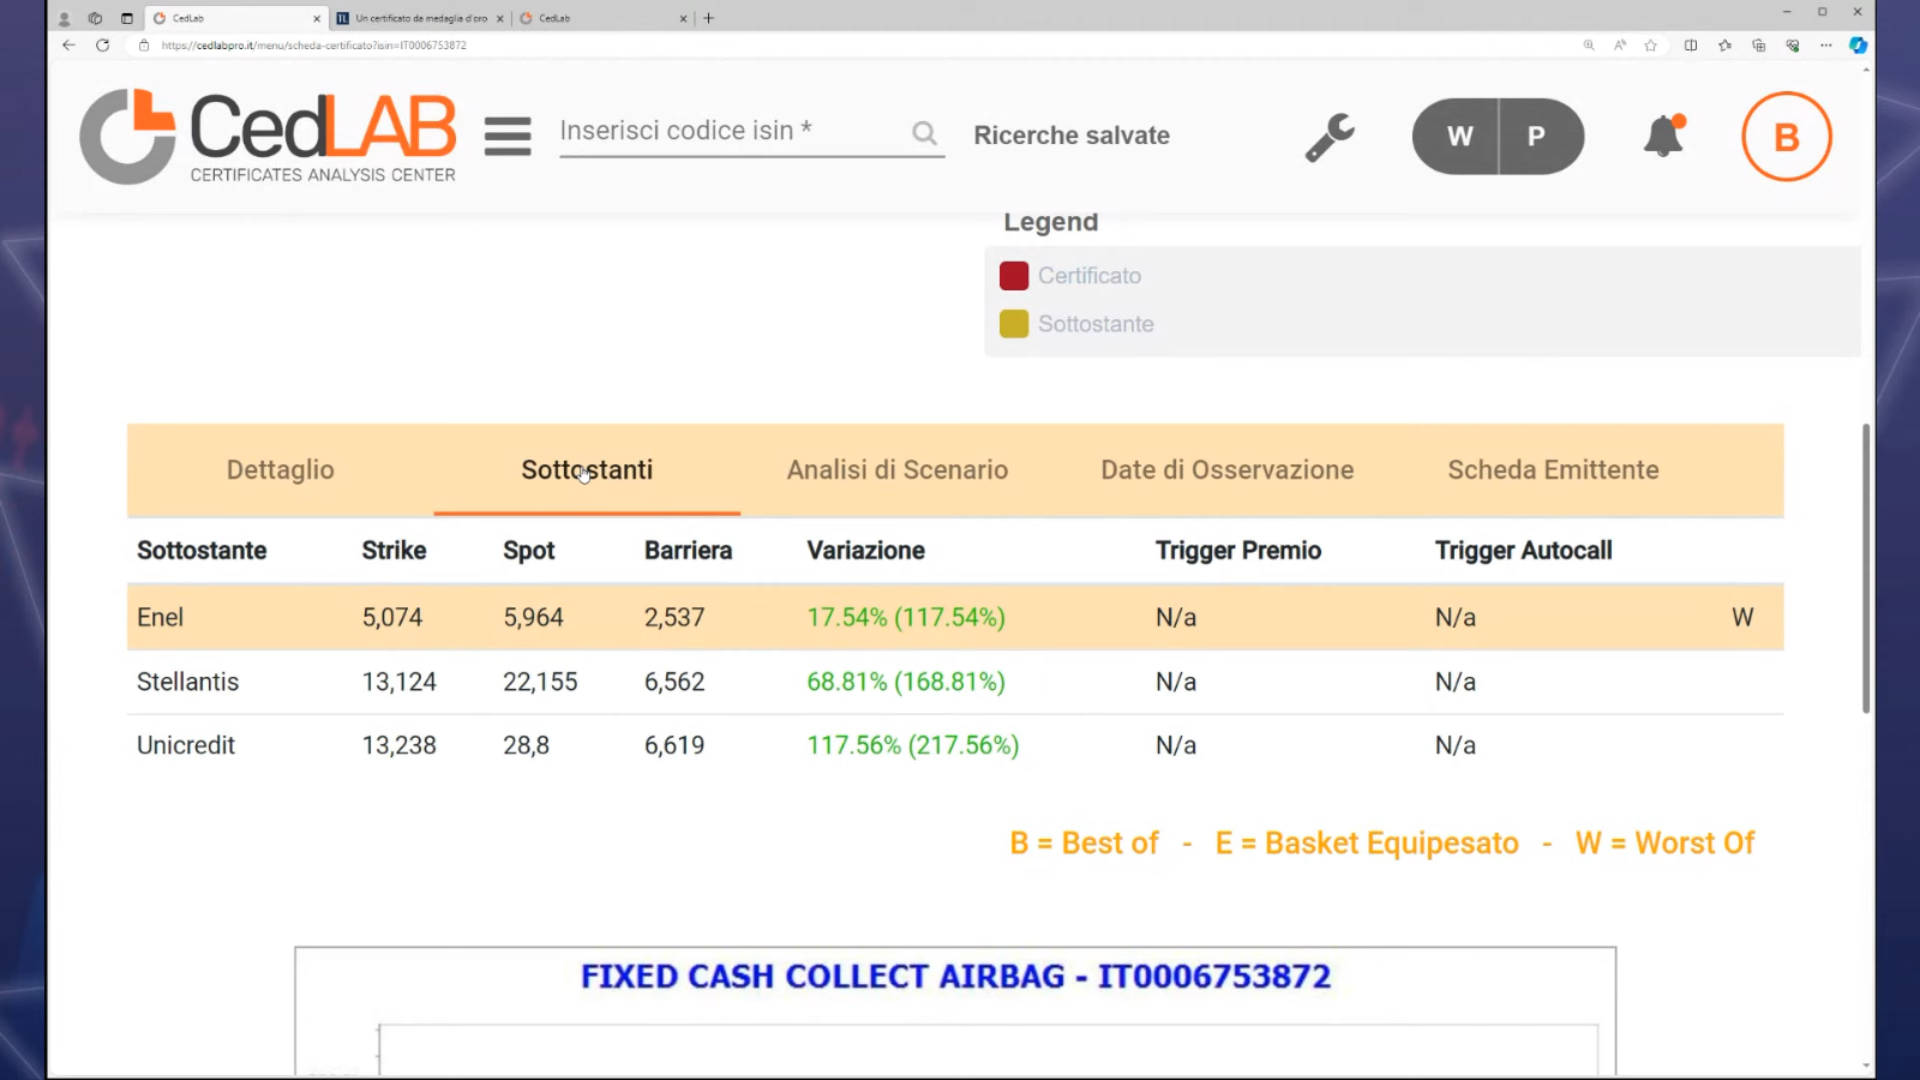 CedLab
Un certificato da medaglia d'oro
CedLab
https://cedlabpro.it/menu/scheda-certificato?isin=IT0006753872
CedLAB
CERTIFICATES ANALYSIS CENTER
Inserisci codice isin *
Ricerche salvate
W P
B
Legend
Certificato
Sottostante
Dettaglio Sottostanti Analisi di Scenario Date di Osservazione Scheda Emittente
Sottostante Strike Spot Barriera Variazione Trigger Premio Trigger Autocall
Enel 5,074 5,964 2,537 17.54% (117.54%) N/a N/a W
Stellantis 13,124 22,155 6,562 68.81% (168.81%) N/a N/a
Unicredit 13,238 28,8 6,619 117.56% (217.56%) N/a N/a
B = Best of - E = Basket Equipesato - W = Worst Of
FIXED CASH COLLECT AIRBAG - IT0006753872